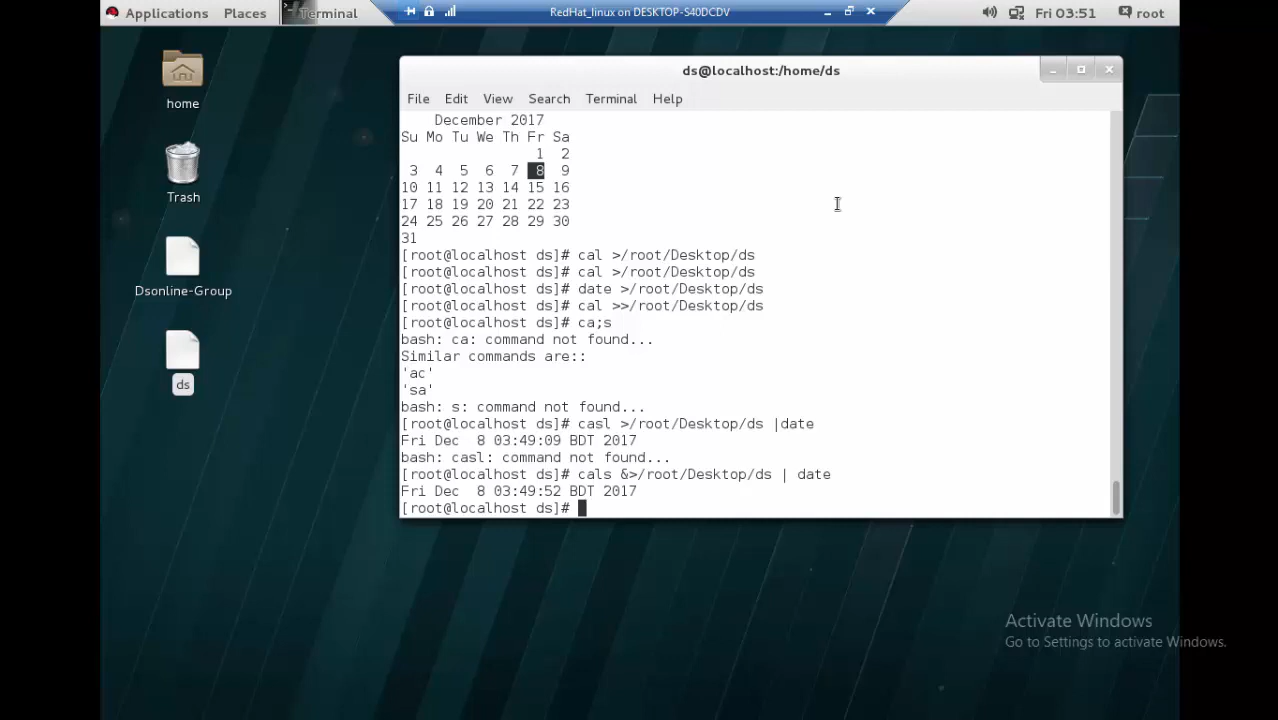 Applications Places Terminal RedHat_linux on DESKTOP-S40DCDV Fri 03:51 root
home
Trash
Dsonline-Group
ds
ds@localhost:/home/ds
File Edit View Search Terminal Help
December 2017
Su Mo Tu We Th Fr Sa
1 2
3 4 5 6 7 8 9
10 11 12 13 14 15 16
17 18 19 20 21 22 23
24 25 26 27 28 29 30
31
[root@localhost ds]# cal >/root/Desktop/ds
[root@localhost ds]# cal >/root/Desktop/ds
[root@localhost ds]# date >/root/Desktop/ds
[root@localhost ds]# cal >>/root/Desktop/ds
[root@localhost ds]# ca;s
bash: ca: command not found...
Similar commands are::
'ac'
'sa'
bash: s: command not found...
[root@localhost ds]# casl >/root/Desktop/ds |date
Fri Dec  8 03:49:09 BDT 2017
bash: casl: command not found...
[root@localhost ds]# cals &>/root/Desktop/ds | date
Fri Dec  8 03:49:52 BDT 2017
[root@localhost ds]#
Activate Windows
Go to Settings to activate Windows.